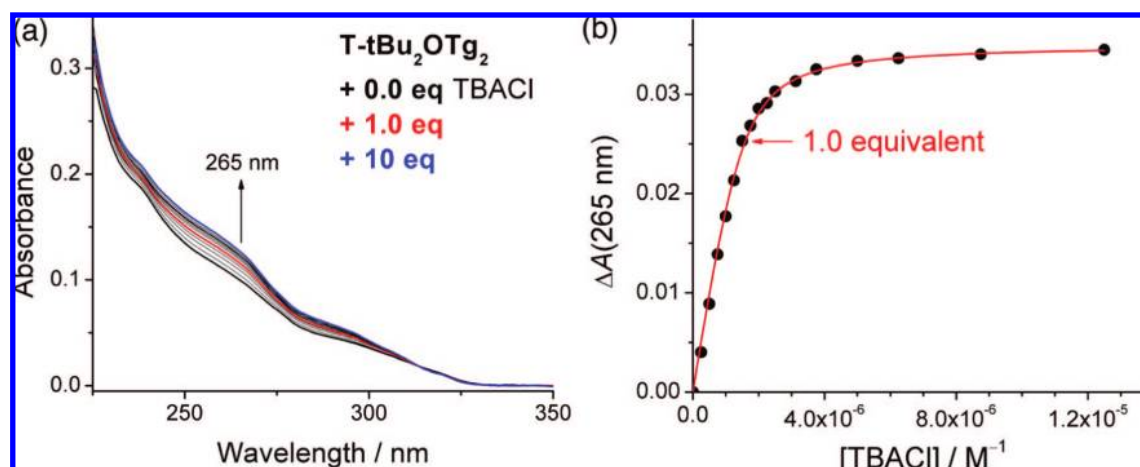 (a)
T-tBu₂OTg₂
+ 0.0 eq TBACl
+ 1.0 eq
+ 10 eq
265 nm
0.3
0.2
0.1
0.0
Absorbance
250
300
350
Wavelength / nm
(b)
0.03
0.02
0.01
0.00
ΔA(265 nm)
1.0 equivalent
0.0
4.0x10⁻⁶
8.0x10⁻⁶
1.2x10⁻⁵
[TBACl] / M⁻¹